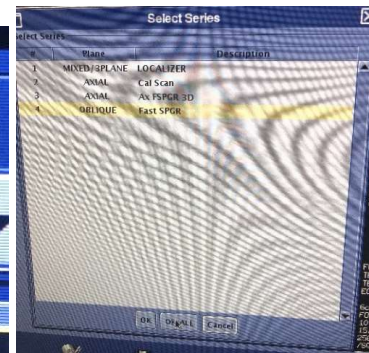 Select Series
Select Series
# Plane Description
1 MIXED/3PLANE LOCALIZER
2 AXIAL Cal Scan
3 AXIAL Ax FSPGR 3D
4 OBLIQUE Fast SPGR
OK Cancel